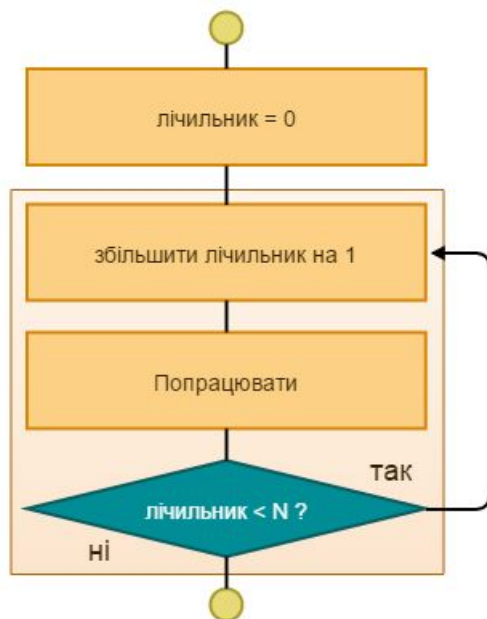 лічильник = 0
збільшити лічильник на 1
Попрацювати
так
лічильник < N ?
ні